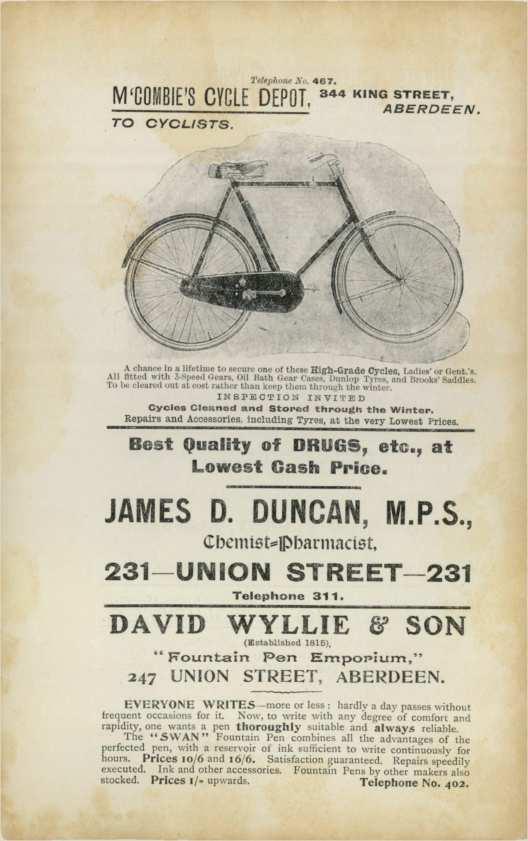 Telephone No. 467.
M'COMBIE'S CYCLE DEPOT, 344 KING STREET,
ABERDEEN.
TO CYCLISTS.
A chance in a lifetime to secure one of these High-Grade Cycles, Ladies' or Gent.'s.
All fitted with 3-Speed Gears, Oil Bath Gear Cases, Dunlop Tyres, and Brooks' Saddles.
To be cleared out at cost rather than keep them through the winter.
INSPECTION INVITED
Cycles Cleaned and Stored through the Winter.
Repairs and Accessories, including Tyres, at the very Lowest Prices.
Best Quality of DRUGS, etc., at
Lowest Cash Price.
JAMES D. DUNCAN, M.P.S.,
Chemist=Pharmacist,
231—UNION STREET—231
Telephone 311.
DAVID WYLLIE & SON
(Established 1815),
"Fountain Pen Emporium,"
247 UNION STREET, ABERDEEN.
EVERYONE WRITES—more or less: hardly a day passes without
frequent occasions for it. Now, to write with any degree of comfort and
rapidity, one wants a pen thoroughly suitable and always reliable.
The "SWAN" Fountain Pen combines all the advantages of the
perfected pen, with a reservoir of ink sufficient to write continuously for
hours. Prices 10/6 and 16/6. Satisfaction guaranteed. Repairs speedily
executed. Ink and other accessories. Fountain Pens by other makers also
stocked. Prices 1/- upwards. Telephone No. 402.